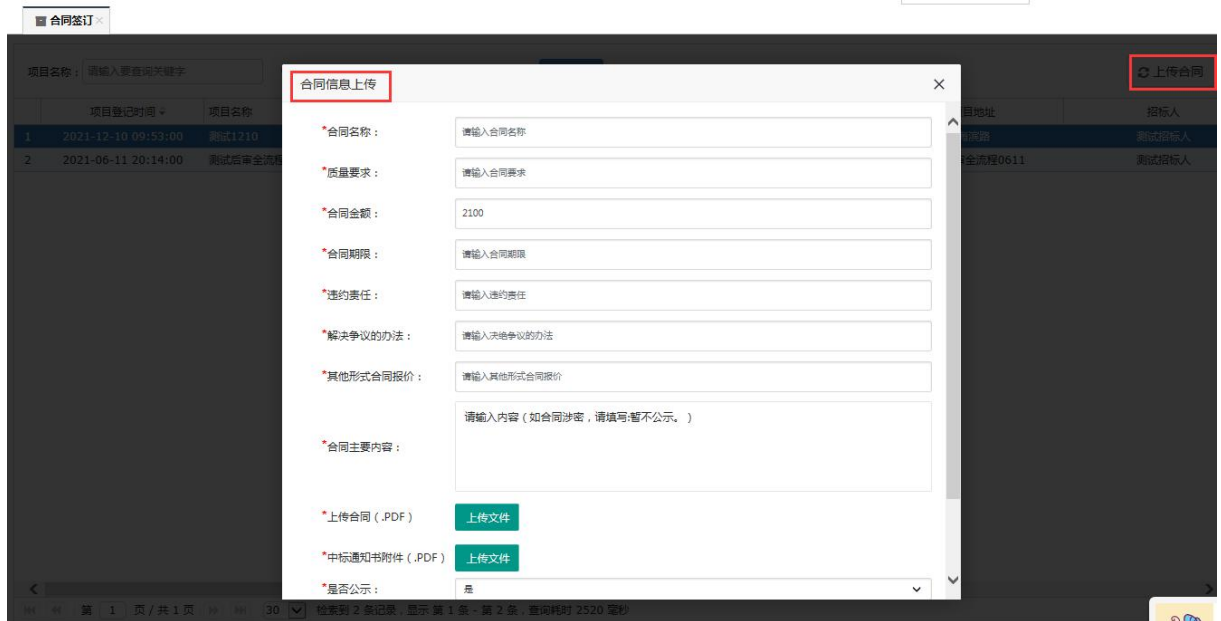 合同签订
项目名称： 请输入要查询关键字
上传合同
合同信息上传
项目登记时间 项目名称 目地址 招标人
1 2021-12-10 09:53:00 测试1210 测试招标人
2 2021-06-11 20:14:00 测试后审全流程 全流程0611 测试招标人
*合同名称： 请输入合同名称
*质量要求： 请输入合同要求
*合同金额： 2100
*合同期限： 请输入合同期限
*违约责任： 请输入违约责任
*解决争议的办法： 请输入决绝争议的办法
*其他形式合同报价： 请输入其他形式合同报价
*合同主要内容： 请输入内容（如合同涉密，请填写:暂不公示。）
*上传合同（.PDF） 上传文件
*中标通知书附件（.PDF） 上传文件
*是否公示： 是
第 1 页/共1页 30 检索到 2 条记录，显示 第 1 条 - 第 2 条，查询耗时 2520 毫秒